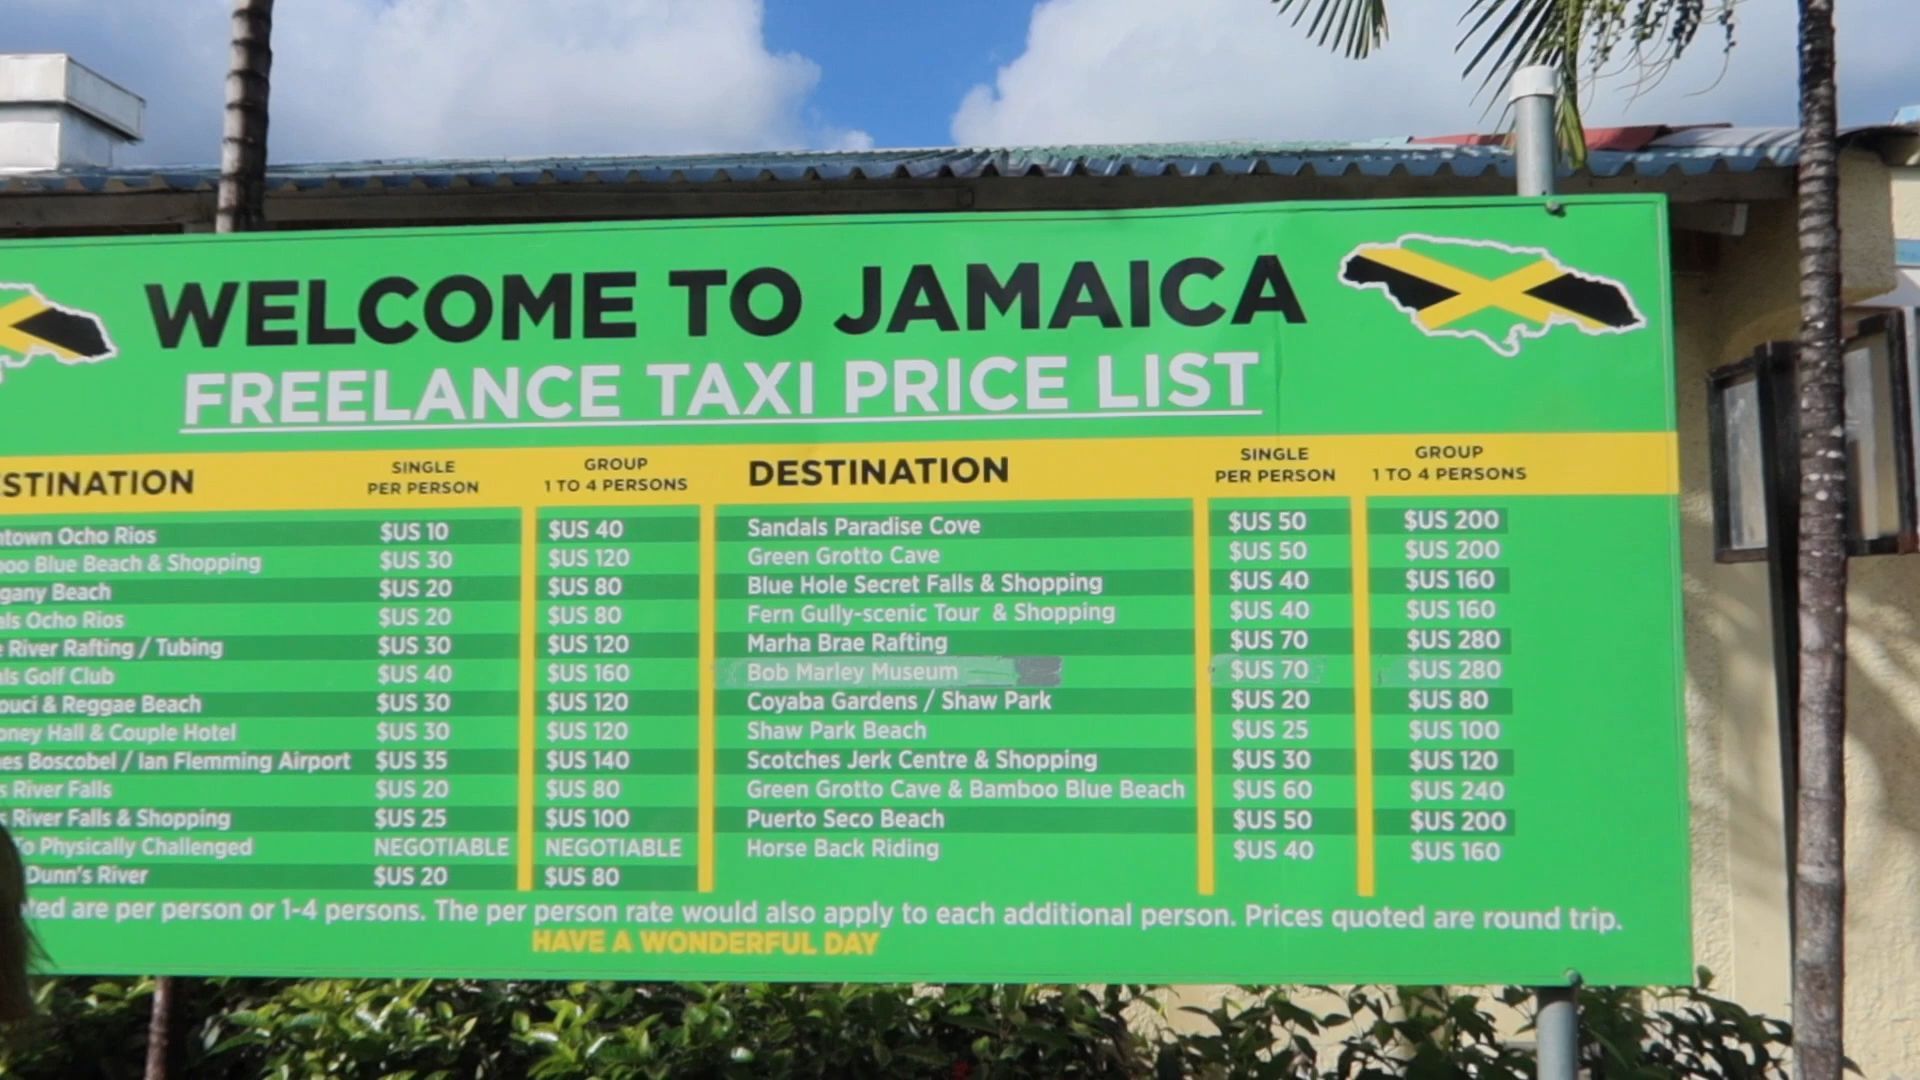 WELCOME TO JAMAICA
FREELANCE TAXI PRICE LIST
STINATION SINGLE PER PERSON GROUP 1 TO 4 PERSONS DESTINATION SINGLE PER PERSON GROUP 1 TO 4 PERSONS
ntown Ocho Rios $US 10 $US 40 Sandals Paradise Cove $US 50 $US 200
oo Blue Beach & Shopping $US 30 $US 120 Green Grotto Cave $US 50 $US 200
gany Beach $US 20 $US 80 Blue Hole Secret Falls & Shopping $US 40 $US 160
ls Ocho Rios $US 20 $US 80 Fern Gully-scenic Tour & Shopping $US 40 $US 160
e River Rafting / Tubing $US 30 $US 120 Marha Brae Rafting $US 70 $US 280
ls Golf Club $US 40 $US 160 Bob Marley Museum $US 70 $US 280
ouci & Reggae Beach $US 30 $US 120 Coyaba Gardens / Shaw Park $US 20 $US 80
oney Hall & Couple Hotel $US 30 $US 120 Shaw Park Beach $US 25 $US 100
es Boscobel / Ian Flemming Airport $US 35 $US 140 Scotches Jerk Centre & Shopping $US 30 $US 120
s River Falls $US 20 $US 80 Green Grotto Cave & Bamboo Blue Beach $US 60 $US 240
s River Falls & Shopping $US 25 $US 100 Puerto Seco Beach $US 50 $US 200
To Physically Challenged NEGOTIABLE NEGOTIABLE Horse Back Riding $US 40 $US 160
Dunn's River $US 20 $US 80
ted are per person or 1-4 persons. The per person rate would also apply to each additional person. Prices quoted are round trip.
HAVE A WONDERFUL DAY